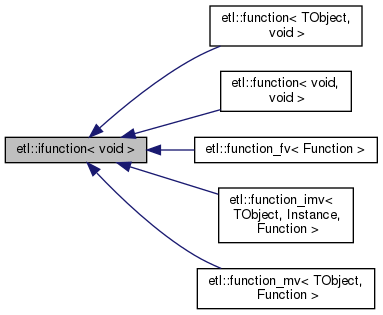 etl::function< TObject,
void >
etl::function< void,
void >
etl::ifunction< void >
etl::function_fv< Function >
etl::function_imv<
TObject, Instance,
Function >
etl::function_mv< TObject,
Function >